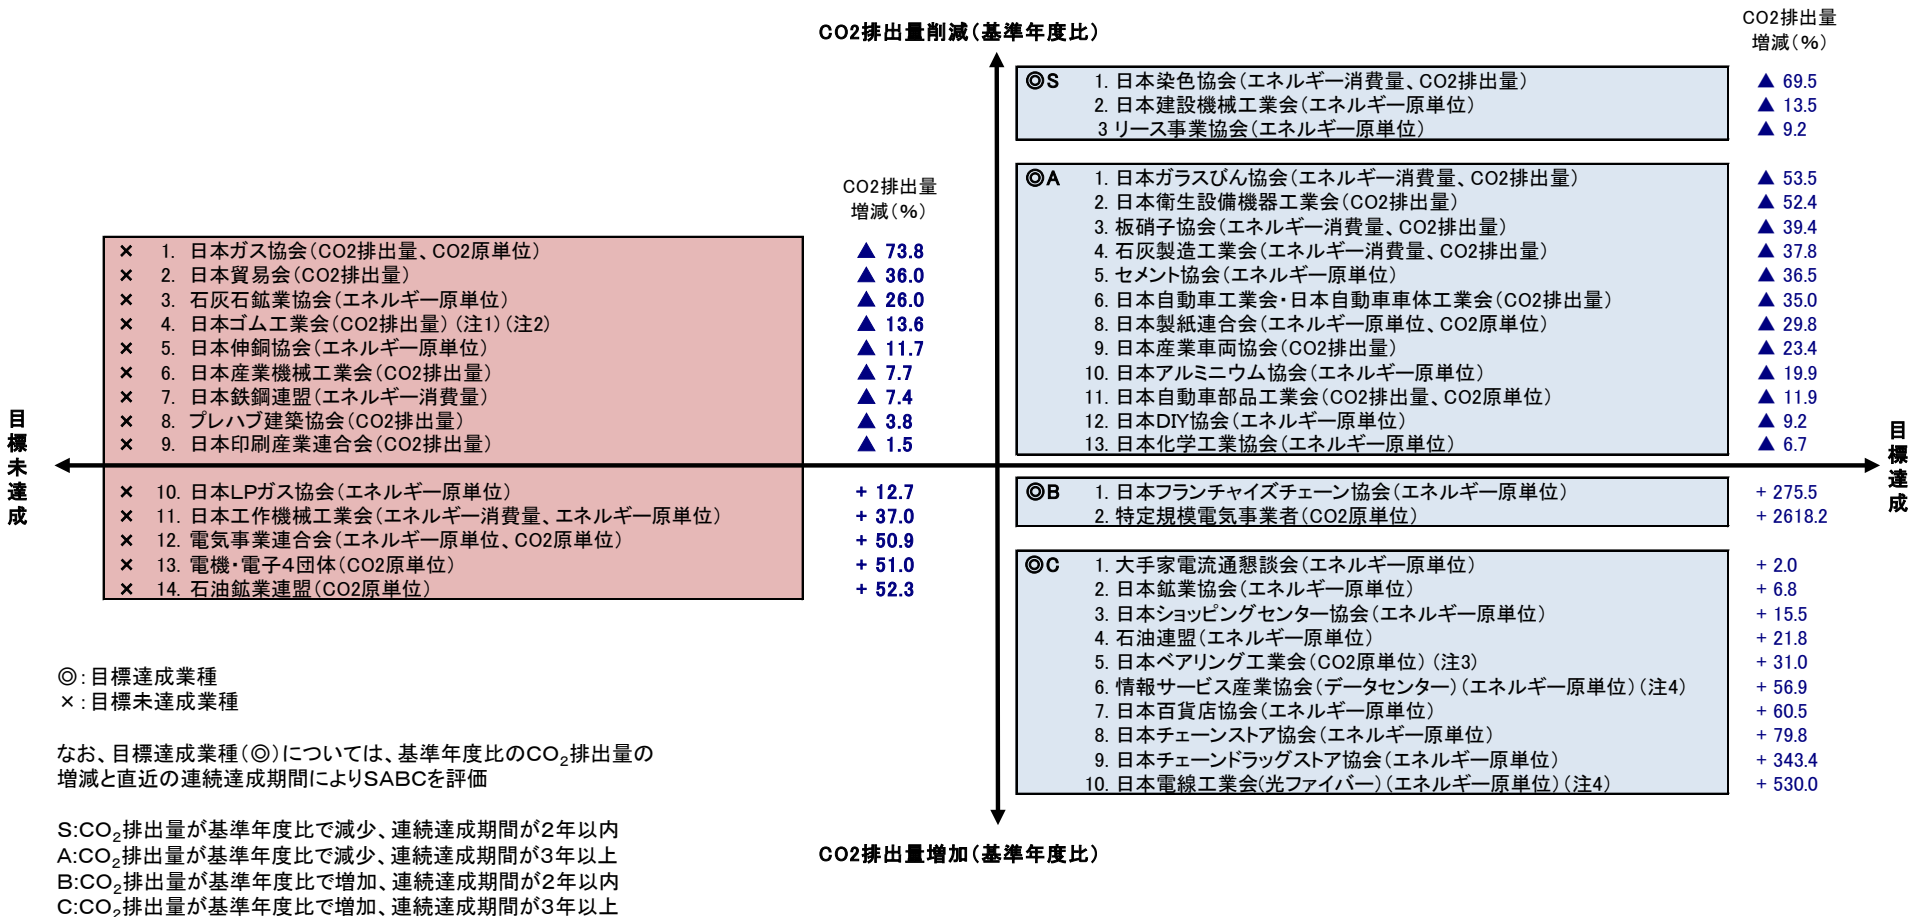 CO2排出量削減(基準年度比)
CO2排出量
増減(%)
◎S 1. 日本染色協会(エネルギー消費量、CO2排出量) ▲ 69.5
2. 日本建設機械工業会(エネルギー原単位) ▲ 13.5
3 リース事業協会(エネルギー原単位) ▲ 9.2
◎A 1. 日本ガラスびん協会(エネルギー消費量、CO2排出量) ▲ 53.5
2. 日本衛生設備機器工業会(CO2排出量) ▲ 52.4
3. 板硝子協会(エネルギー消費量、CO2排出量) ▲ 39.4
4. 石灰製造工業会(エネルギー消費量、CO2排出量) ▲ 37.8
5. セメント協会(エネルギー原単位) ▲ 36.5
6. 日本自動車工業会・日本自動車車体工業会(CO2排出量) ▲ 35.0
8. 日本製紙連合会(エネルギー原単位、CO2原単位) ▲ 29.8
9. 日本産業車両協会(CO2排出量) ▲ 23.4
10. 日本アルミニウム協会(エネルギー原単位) ▲ 19.9
11. 日本自動車部品工業会(CO2排出量、CO2原単位) ▲ 11.9
12. 日本DIY協会(エネルギー原単位) ▲ 9.2
13. 日本化学工業協会(エネルギー原単位) ▲ 6.7
CO2排出量
増減(%)
× 1. 日本ガス協会(CO2排出量、CO2原単位) ▲ 73.8
× 2. 日本貿易会(CO2排出量) ▲ 36.0
× 3. 石灰石鉱業協会(エネルギー原単位) ▲ 26.0
× 4. 日本ゴム工業会(CO2排出量)(注1)(注2) ▲ 13.6
× 5. 日本伸銅協会(エネルギー原単位) ▲ 11.7
× 6. 日本産業機械工業会(CO2排出量) ▲ 7.7
× 7. 日本鉄鋼連盟(エネルギー消費量) ▲ 7.4
× 8. プレハブ建築協会(CO2排出量) ▲ 3.8
× 9. 日本印刷産業連合会(CO2排出量) ▲ 1.5
目標未達成
目標達成
× 10. 日本LPガス協会(エネルギー原単位) + 12.7
× 11. 日本工作機械工業会(エネルギー消費量、エネルギー原単位) + 37.0
× 12. 電気事業連合会(エネルギー原単位、CO2原単位) + 50.9
× 13. 電機・電子4団体(CO2原単位) + 51.0
× 14. 石油鉱業連盟(CO2原単位) + 52.3
◎B 1. 日本フランチャイズチェーン協会(エネルギー原単位) + 275.5
2. 特定規模電気事業者(CO2原単位) + 2618.2
◎C 1. 大手家電流通懇談会(エネルギー原単位) + 2.0
2. 日本鉱業協会(エネルギー原単位) + 6.8
3. 日本ショッピングセンター協会(エネルギー原単位) + 15.5
4. 石油連盟(エネルギー原単位) + 21.8
5. 日本ベアリング工業会(CO2原単位)(注3) + 31.0
6. 情報サービス産業協会(データセンター)(エネルギー原単位)(注4) + 56.9
7. 日本百貨店協会(エネルギー原単位) + 60.5
8. 日本チェーンストア協会(エネルギー原単位) + 79.8
9. 日本チェーンドラッグストア協会(エネルギー原単位) + 343.4
10. 日本電線工業会(光ファイバー)(エネルギー原単位)(注4) + 530.0
◎:目標達成業種
×:目標未達成業種
なお、目標達成業種(◎)については、基準年度比のCO₂排出量の
増減と直近の連続達成期間によりSABCを評価
S:CO₂排出量が基準年度比で減少、連続達成期間が2年以内
A:CO₂排出量が基準年度比で減少、連続達成期間が3年以上
B:CO₂排出量が基準年度比で増加、連続達成期間が2年以内
C:CO₂排出量が基準年度比で増加、連続達成期間が3年以上
CO2排出量増加(基準年度比)